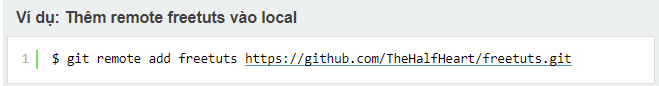 Ví dụ: Thêm remote freetuts vào local
1 $ git remote add freetuts https://github.com/TheHalfHeart/freetuts.git